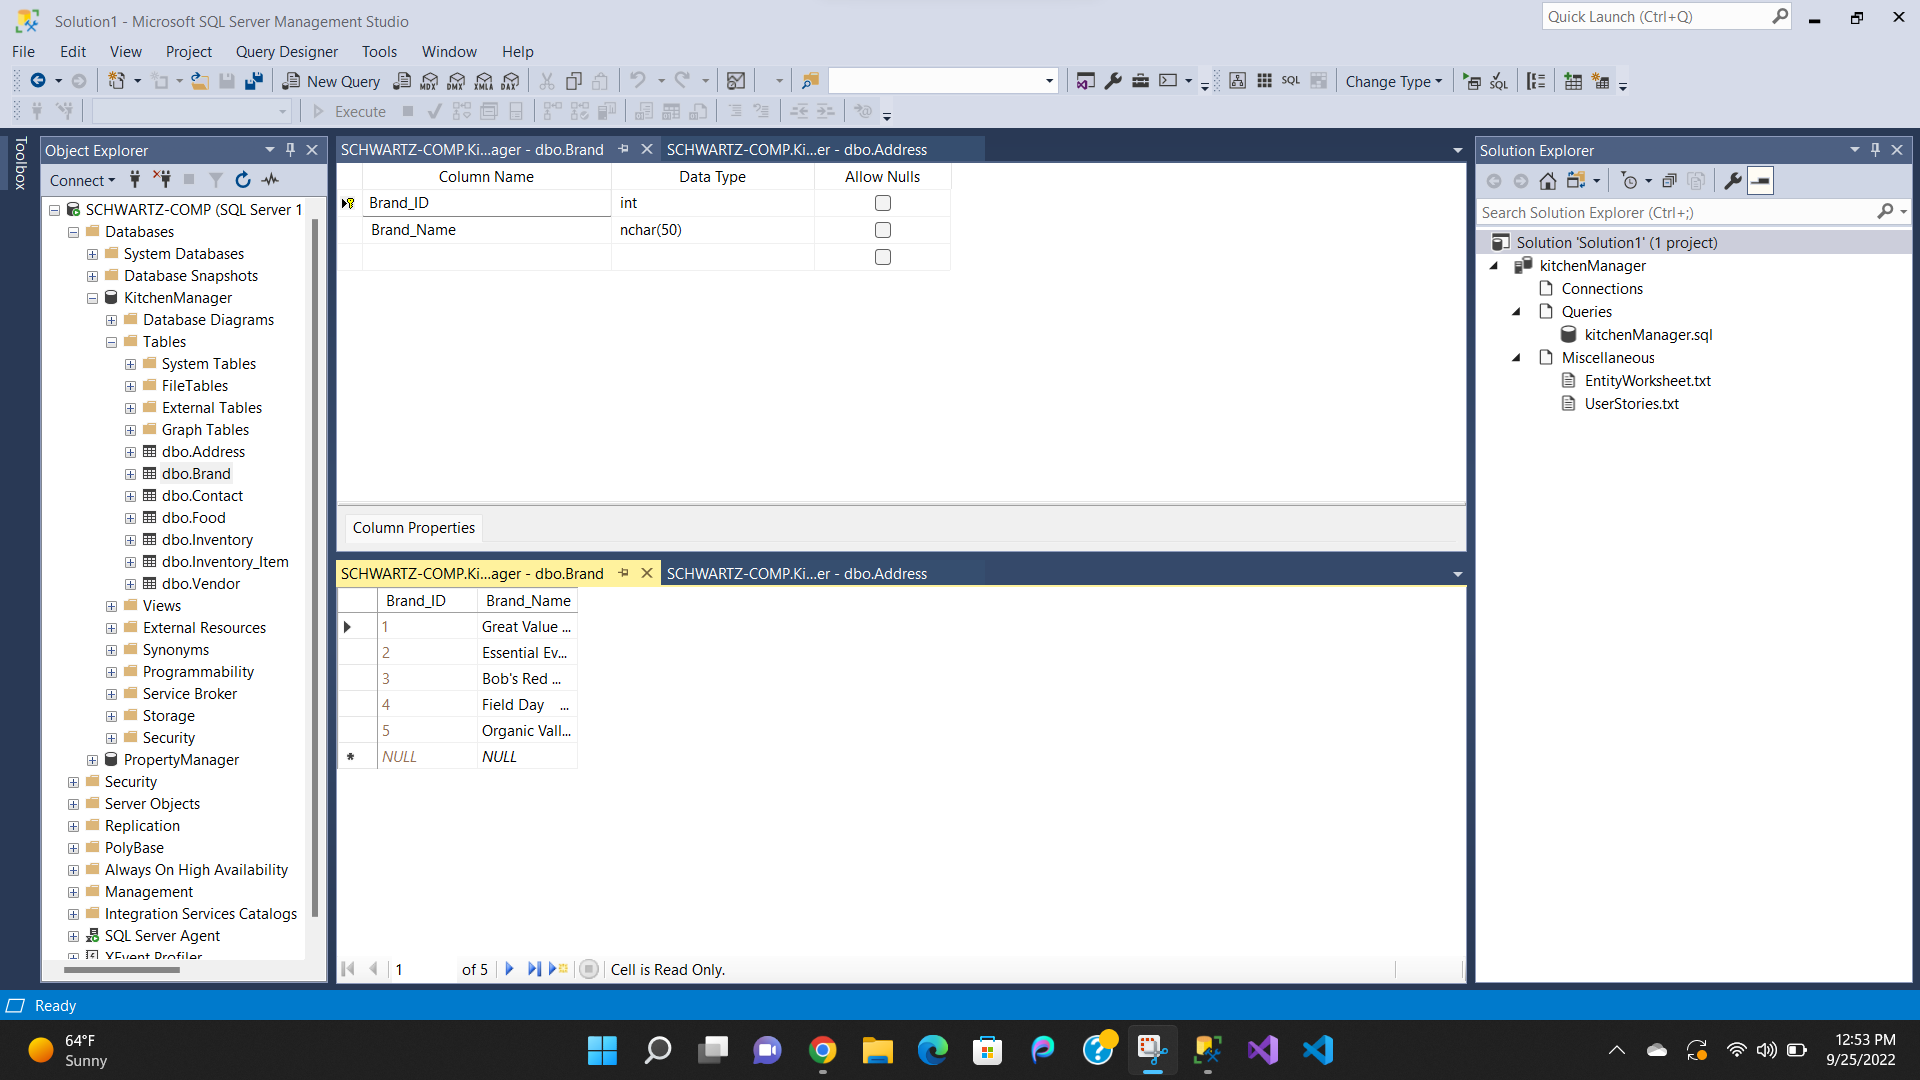 Solution1 - Microsoft SQL Server Management Studio
Quick Launch (Ctrl+Q)
File Edit View Project Query Designer Tools Window Help
New Query MDX DMX XMLA DAX SQL Change Type SQL
Execute
Toolbox
Object Explorer
Connect
SCHWARTZ-COMP (SQL Server 1
Databases
System Databases
Database Snapshots
KitchenManager
Database Diagrams
Tables
System Tables
FileTables
External Tables
Graph Tables
dbo.Address
dbo.Brand
dbo.Contact
dbo.Food
dbo.Inventory
dbo.Inventory_Item
dbo.Vendor
Views
External Resources
Synonyms
Programmability
Service Broker
Storage
Security
PropertyManager
Security
Server Objects
Replication
PolyBase
Always On High Availability
Management
Integration Services Catalogs
SQL Server Agent
XEvent Profiler
SCHWARTZ-COMP.Ki...ager - dbo.Brand SCHWARTZ-COMP.Ki...er - dbo.Address
Column Name Data Type Allow Nulls
Brand_ID int
Brand_Name nchar(50)
Column Properties
SCHWARTZ-COMP.Ki...ager - dbo.Brand SCHWARTZ-COMP.Ki...er - dbo.Address
Brand_ID Brand_Name
1 Great Value ...
2 Essential Ev...
3 Bob's Red ...
4 Field Day ...
5 Organic Vall...
NULL NULL
1 of 5 Cell is Read Only.
Solution Explorer
Search Solution Explorer (Ctrl+;)
Solution 'Solution1' (1 project)
kitchenManager
Connections
Queries
kitchenManager.sql
Miscellaneous
EntityWorksheet.txt
UserStories.txt
Ready
64°F
Sunny
12:53 PM
9/25/2022